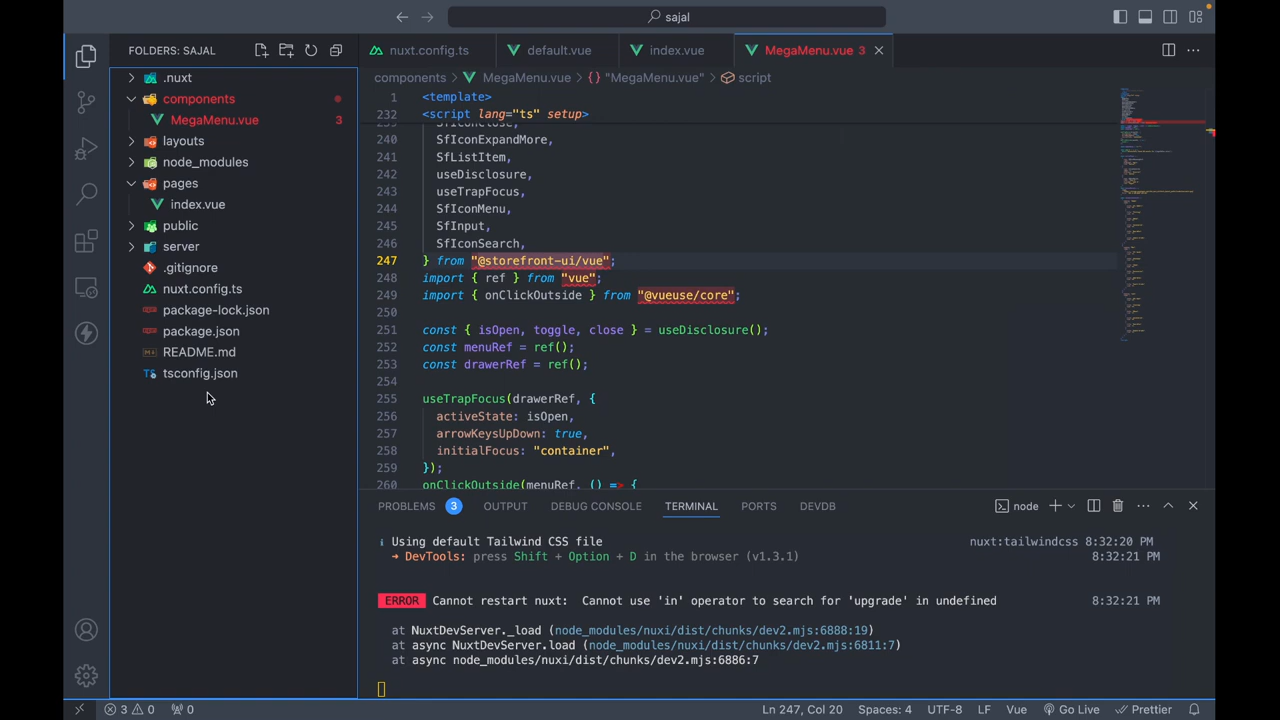 sajal
FOLDERS: SAJAL
.nuxt
components
MegaMenu.vue 3
layouts
node_modules
pages
index.vue
public
server
.gitignore
nuxt.config.ts
package-lock.json
package.json
README.md
TS tsconfig.json
nuxt.config.ts default.vue index.vue MegaMenu.vue 3
components > MegaMenu.vue > {} "MegaMenu.vue" > script
1 <template>
232 <script lang="ts" setup>
239 SfIconClose,
240 SfIconExpandMore,
241 SfListItem,
242 useDisclosure,
243 useTrapFocus,
244 SfIconMenu,
245 SfInput,
246 SfIconSearch,
247 } from "@storefront-ui/vue";
248 import { ref } from "vue";
249 import { onClickOutside } from "@vueuse/core";
250
251 const { isOpen, toggle, close } = useDisclosure();
252 const menuRef = ref();
253 const drawerRef = ref();
254
255 useTrapFocus(drawerRef, {
256 activeState: isOpen,
257 arrowKeysUpDown: true,
258 initialFocus: "container",
259 });
260 onClickOutside(menuRef, () => {
PROBLEMS 3 OUTPUT DEBUG CONSOLE TERMINAL PORTS DEVDB node
ℹ Using default Tailwind CSS file nuxt:tailwindcss 8:32:20 PM
➜ DevTools: press Shift + Option + D in the browser (v1.3.1) 8:32:21 PM
ERROR Cannot restart nuxt: Cannot use 'in' operator to search for 'upgrade' in undefined 8:32:21 PM
at NuxtDevServer._load (node_modules/nuxi/dist/chunks/dev2.mjs:6888:19)
at async NuxtDevServer.load (node_modules/nuxi/dist/chunks/dev2.mjs:6811:7)
at async node_modules/nuxi/dist/chunks/dev2.mjs:6886:7
3 0 0 Ln 247, Col 20 Spaces: 4 UTF-8 LF Vue Go Live Prettier